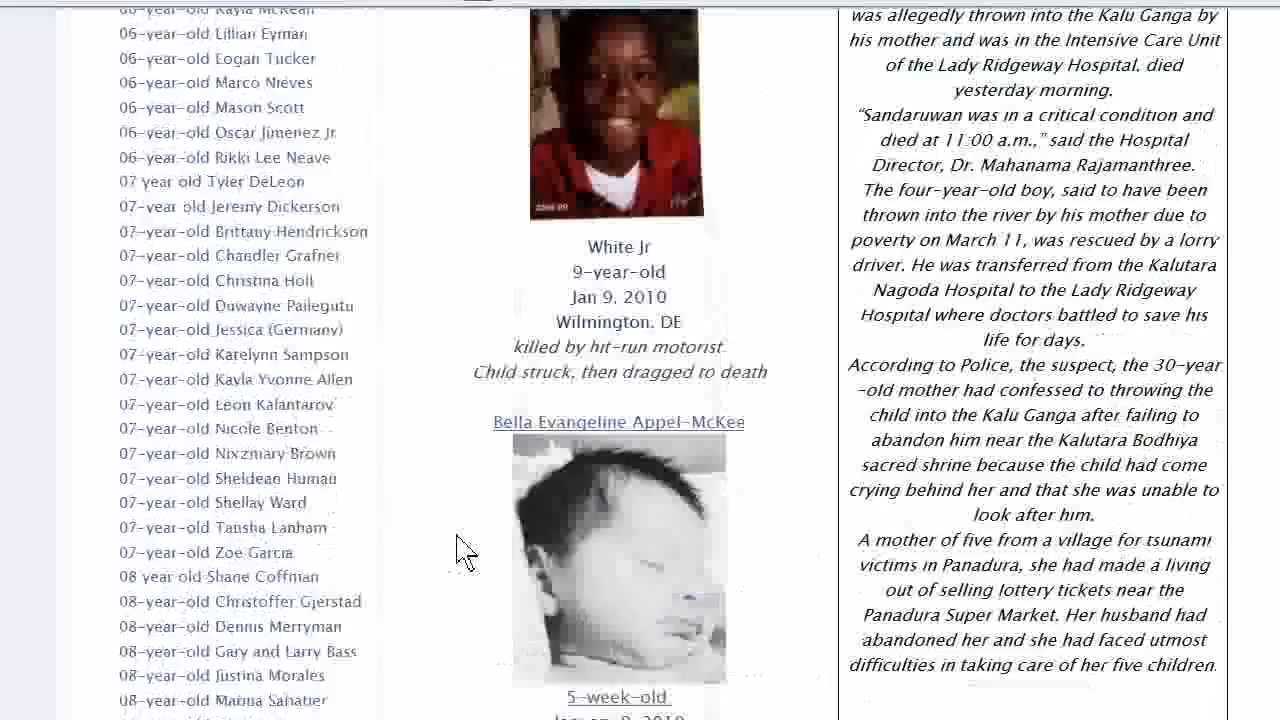 06-year-old Kayla McKean
06-year-old Lillian Eyman
06-year-old Logan Tucker
06-year-old Marco Nieves
06-year-old Mason Scott
06-year-old Oscar Jimenez Jr.
06-year-old Rikki Lee Neave
07 year old Tyler DeLeon
07-year old Jeremy Dickerson
07-year-old Brittany Hendrickson
07-year-old Chandler Grafner
07-year-old Christina Holt
07-year-old Duwayne Pailegutu
07-year-old Jessica (Germany)
07-year-old Karelynn Sampson
07-year-old Kayla Yvonne Allen
07-year-old Leon Kalantarov
07-year-old Nicole Benton
07-year-old Nixzmary Brown
07-year-old Sheldean Human
07-year-old Shellay Ward
07-year-old Tansha Lanham
07-year-old Zoe Garcia
08 year old Shane Coffman
08-year-old Christoffer Gjerstad
08-year-old Dennis Merryman
08-year-old Gary and Larry Bass
08-year-old Justina Morales
08-year-old Marina Sabatier
White Jr
9-year-old
Jan 9, 2010
Wilmington, DE
killed by hit-run motorist.
Child struck, then dragged to death
Bella Evangeline Appel-McKee
5-week-old
was allegedly thrown into the Kalu Ganga by
his mother and was in the Intensive Care Unit
of the Lady Ridgeway Hospital, died
yesterday morning.
"Sandaruwan was in a critical condition and
died at 11:00 a.m.," said the Hospital
Director, Dr. Mahanama Rajamanthree.
The four-year-old boy, said to have been
thrown into the river by his mother due to
poverty on March 11, was rescued by a lorry
driver. He was transferred from the Kalutara
Nagoda Hospital to the Lady Ridgeway
Hospital where doctors battled to save his
life for days.
According to Police, the suspect, the 30-year
-old mother had confessed to throwing the
child into the Kalu Ganga after failing to
abandon him near the Kalutara Bodhiya
sacred shrine because the child had come
crying behind her and that she was unable to
look after him.
A mother of five from a village for tsunami
victims in Panadura, she had made a living
out of selling lottery tickets near the
Panadura Super Market. Her husband had
abandoned her and she had faced utmost
difficulties in taking care of her five children.